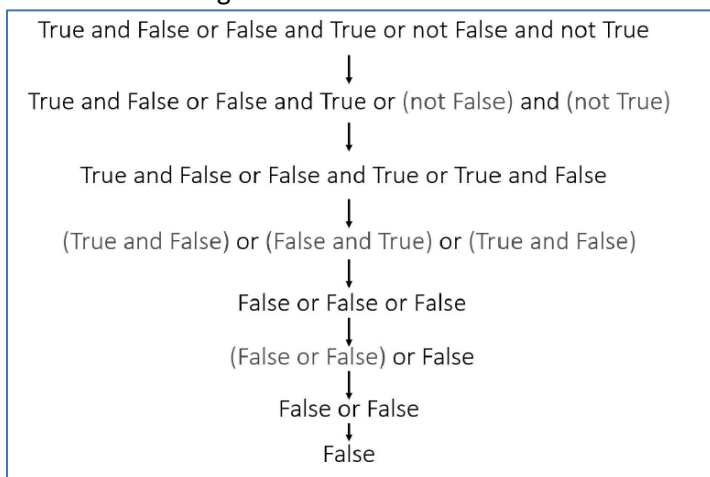 True and False or False and True or not False and not True
True and False or False and True or (not False) and (not True)
True and False or False and True or True and False
(True and False) or (False and True) or (True and False)
False or False or False
(False or False) or False
False or False
False